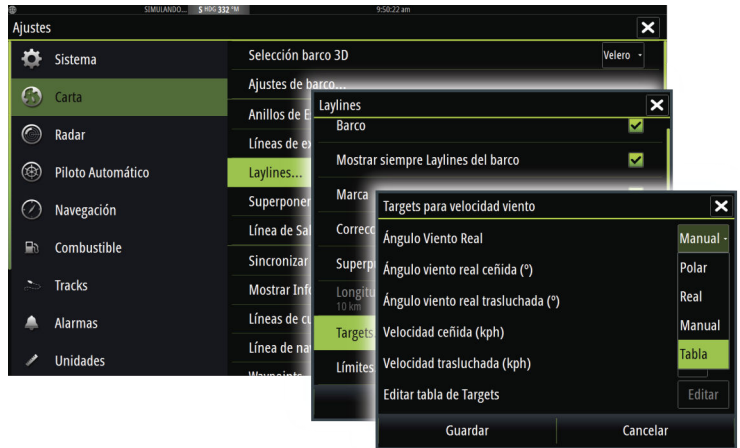 SIMULANDO... S HDG 332 °M 9:50:22 am
Ajustes
Sistema
Carta
Radar
Piloto Automático
Navegación
Combustible
Tracks
Alarmas
Unidades
Selección barco 3D Velero
Ajustes de barco...
Anillos de E
Líneas de ex
Laylines...
Superponer
Línea de Sal
Sincronizar
Mostrar Info
Líneas de cu
Línea de na
Waypoints
Laylines
Barco
Mostrar siempre Laylines del barco
Marca
Correcc
Superp
Longitu
10 km
Targets
Límites
Targets para velocidad viento
Ángulo Viento Real Manual
Ángulo viento real ceñida (°)
Ángulo viento real trasluchada (°)
Velocidad ceñida (kph)
Velocidad trasluchada (kph)
Editar tabla de Targets Editar
Polar
Real
Manual
Tabla
Guardar Cancelar